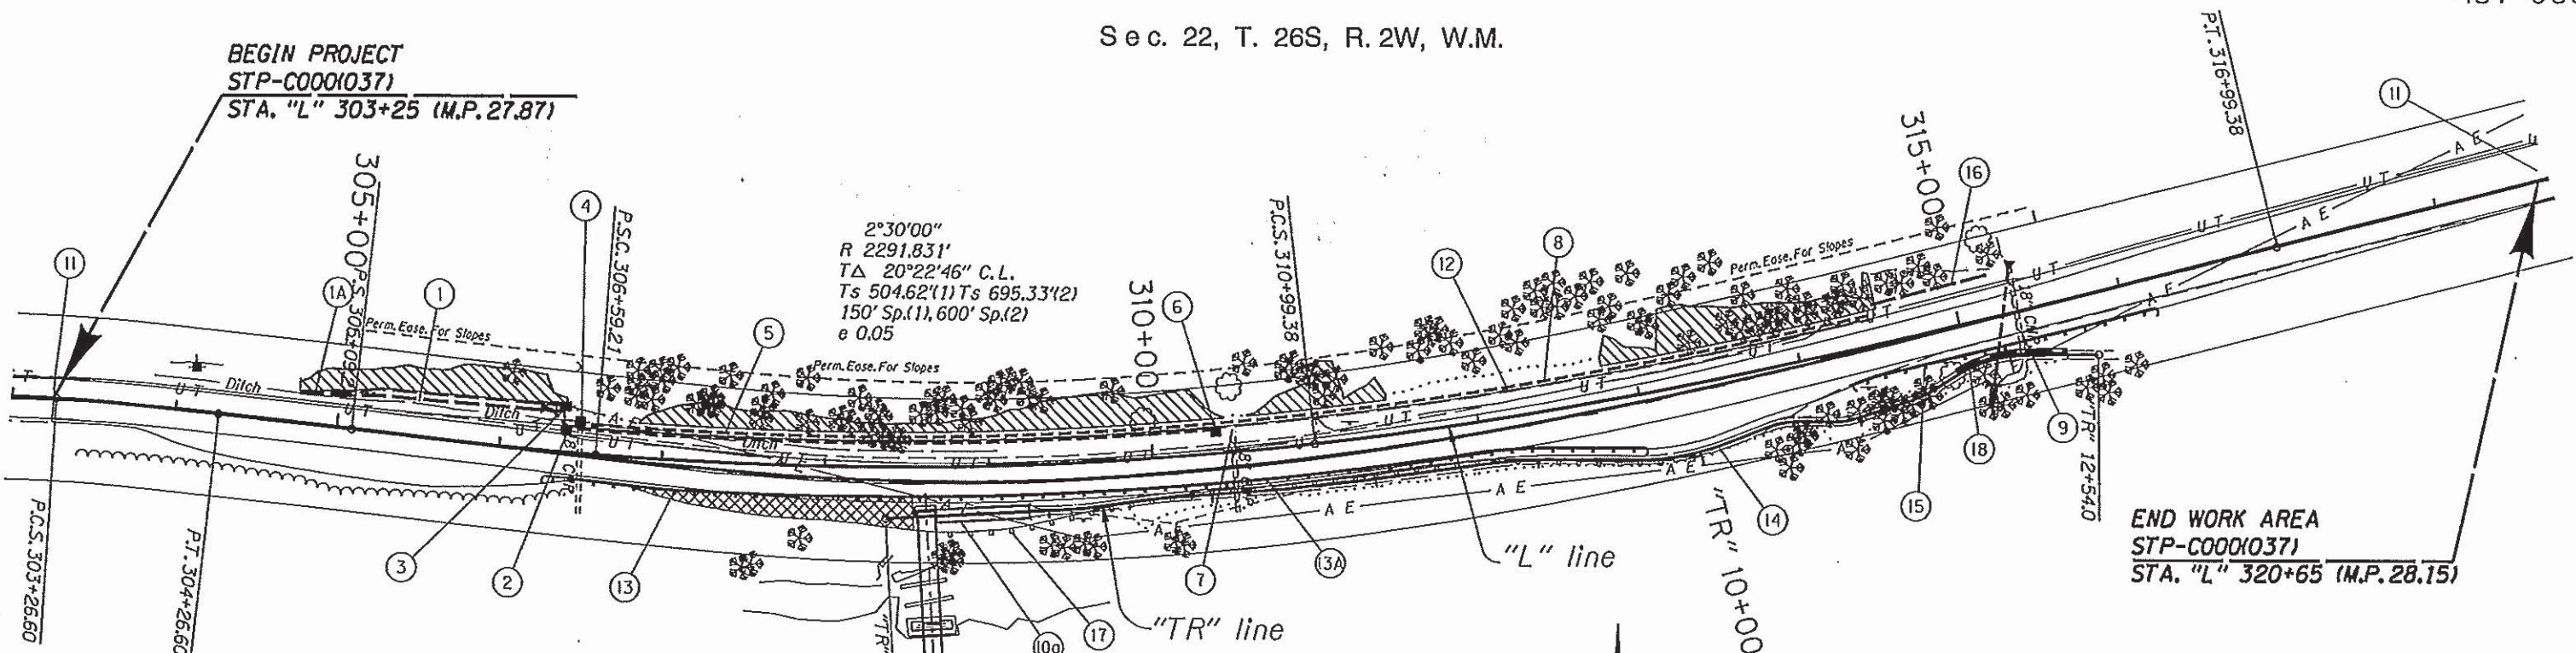 Sec. 22, T. 26S, R. 2W, W.M.
BEGIN PROJECT
STP-C000(037)
STA. "L" 303+25 (M.P. 27.87)
P.T. 316+99.38
11
315+00
16
305+00
4
P.S.C. 306+59.21
2°30'00"
R 2291.831'
T∆ 20°22'46" C.L.
Ts 504.62'(1) Ts 695.33'(2)
150' Sp.(1), 600' Sp.(2)
e 0.05
P.C.S. 310+99.38
310+00
6
12
8
11
1A
1
5
Perm. Ease. For Slopes
Perm. Ease. For Slopes
Perm. Ease. For Slopes
Ditch
Ditch
Ditch
U T
U T
U T
U T
U T
U T
U T
U T
U T
U T
U T
A E
A E
A E
A E
A E
A E
3
2
13
7
13A
14
15
18
9
"TR" 12+54.0
P.C.S. 303+26.60
P.T. 304+26.60
"TR"
10a
17
"TR" line
"L" line
"TR" 10+00
END WORK AREA
STP-C000(037)
STA. "L" 320+65 (M.P. 28.15)